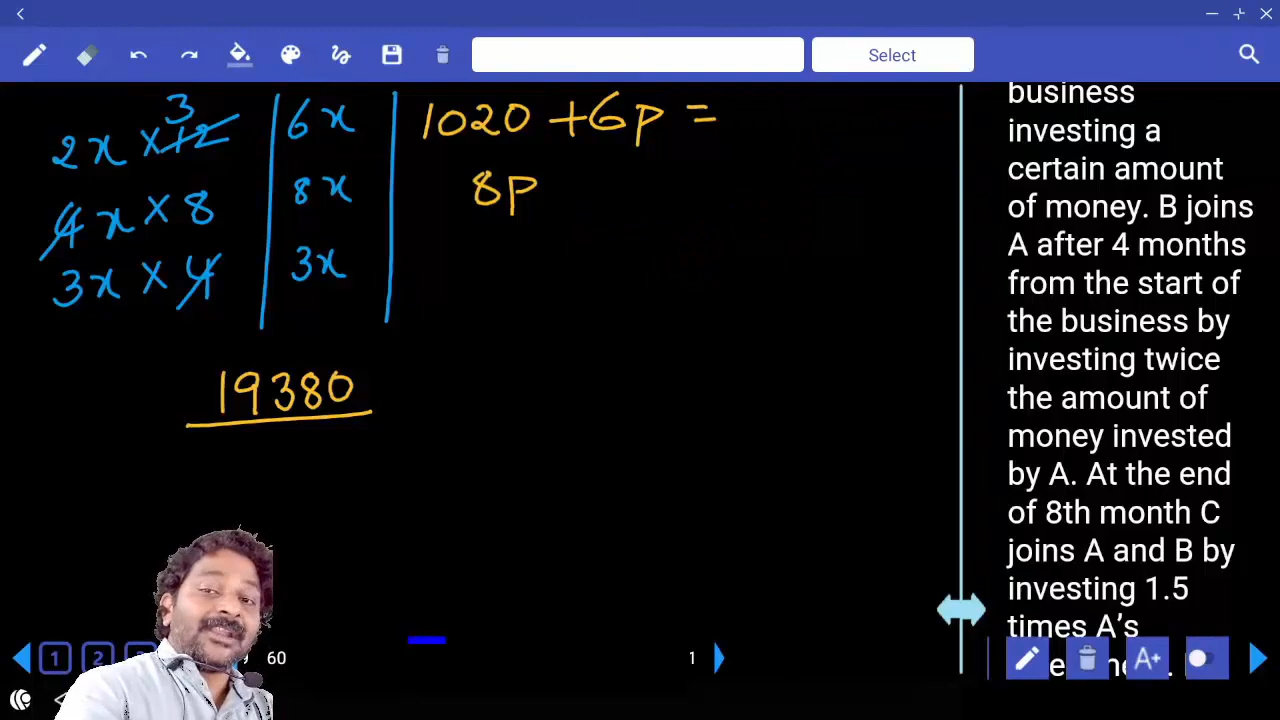 Select
2x × 12 3 | 6x | 1020 + 6p =
4x × 8 | 8x | 8p
3x × 4 | 3x |
19380
business
investing a
certain amount
of money. B joins
A after 4 months
from the start of
the business by
investing twice
the amount of
money invested
by A. At the end
of 8th month C
joins A and B by
investing 1.5
times A’s
1 2 60 1
A+